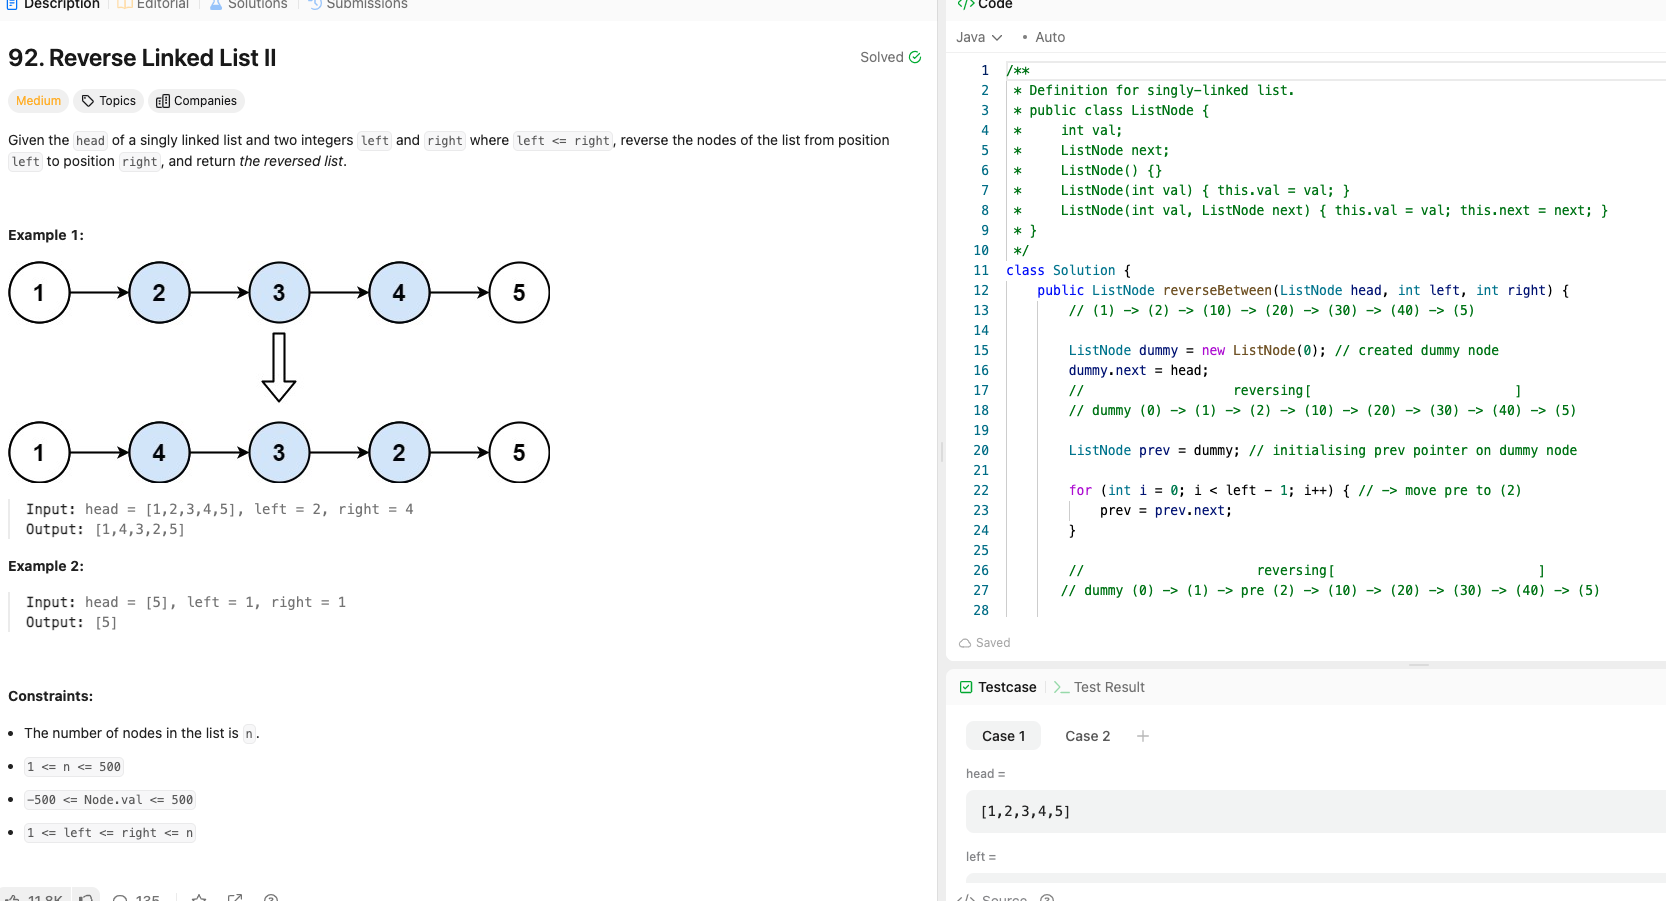 Description
Editorial
Solutions
Submissions
92. Reverse Linked List II
Solved
Medium
Topics
Companies
Given the head of a singly linked list and two integers left and right where left <= right, reverse the nodes of the list from position
left to position right, and return the reversed list.
Example 1:
1 2 3 4 5
1 4 3 2 5
Input: head = [1,2,3,4,5], left = 2, right = 4
Output: [1,4,3,2,5]
Example 2:
Input: head = [5], left = 1, right = 1
Output: [5]
Constraints:
• The number of nodes in the list is n.
• 1 <= n <= 500
• -500 <= Node.val <= 500
• 1 <= left <= right <= n
11.8K
135
</> Code
Java
• Auto
1 /**
2 * Definition for singly-linked list.
3 * public class ListNode {
4 *     int val;
5 *     ListNode next;
6 *     ListNode() {}
7 *     ListNode(int val) { this.val = val; }
8 *     ListNode(int val, ListNode next) { this.val = val; this.next = next; }
9 * }
10 */
11 class Solution {
12     public ListNode reverseBetween(ListNode head, int left, int right) {
13         // (1) -> (2) -> (10) -> (20) -> (30) -> (40) -> (5)
14
15         ListNode dummy = new ListNode(0); // created dummy node
16         dummy.next = head;
17         //                   reversing[                          ]
18         // dummy (0) -> (1) -> (2) -> (10) -> (20) -> (30) -> (40) -> (5)
19
20         ListNode prev = dummy; // initialising prev pointer on dummy node
21
22         for (int i = 0; i < left - 1; i++) { // -> move pre to (2)
23             prev = prev.next;
24         }
25
26         //                      reversing[                          ]
27        // dummy (0) -> (1) -> pre (2) -> (10) -> (20) -> (30) -> (40) -> (5)
28
Saved
Testcase
Test Result
Case 1
Case 2
+
head =
[1,2,3,4,5]
left =
</> Source